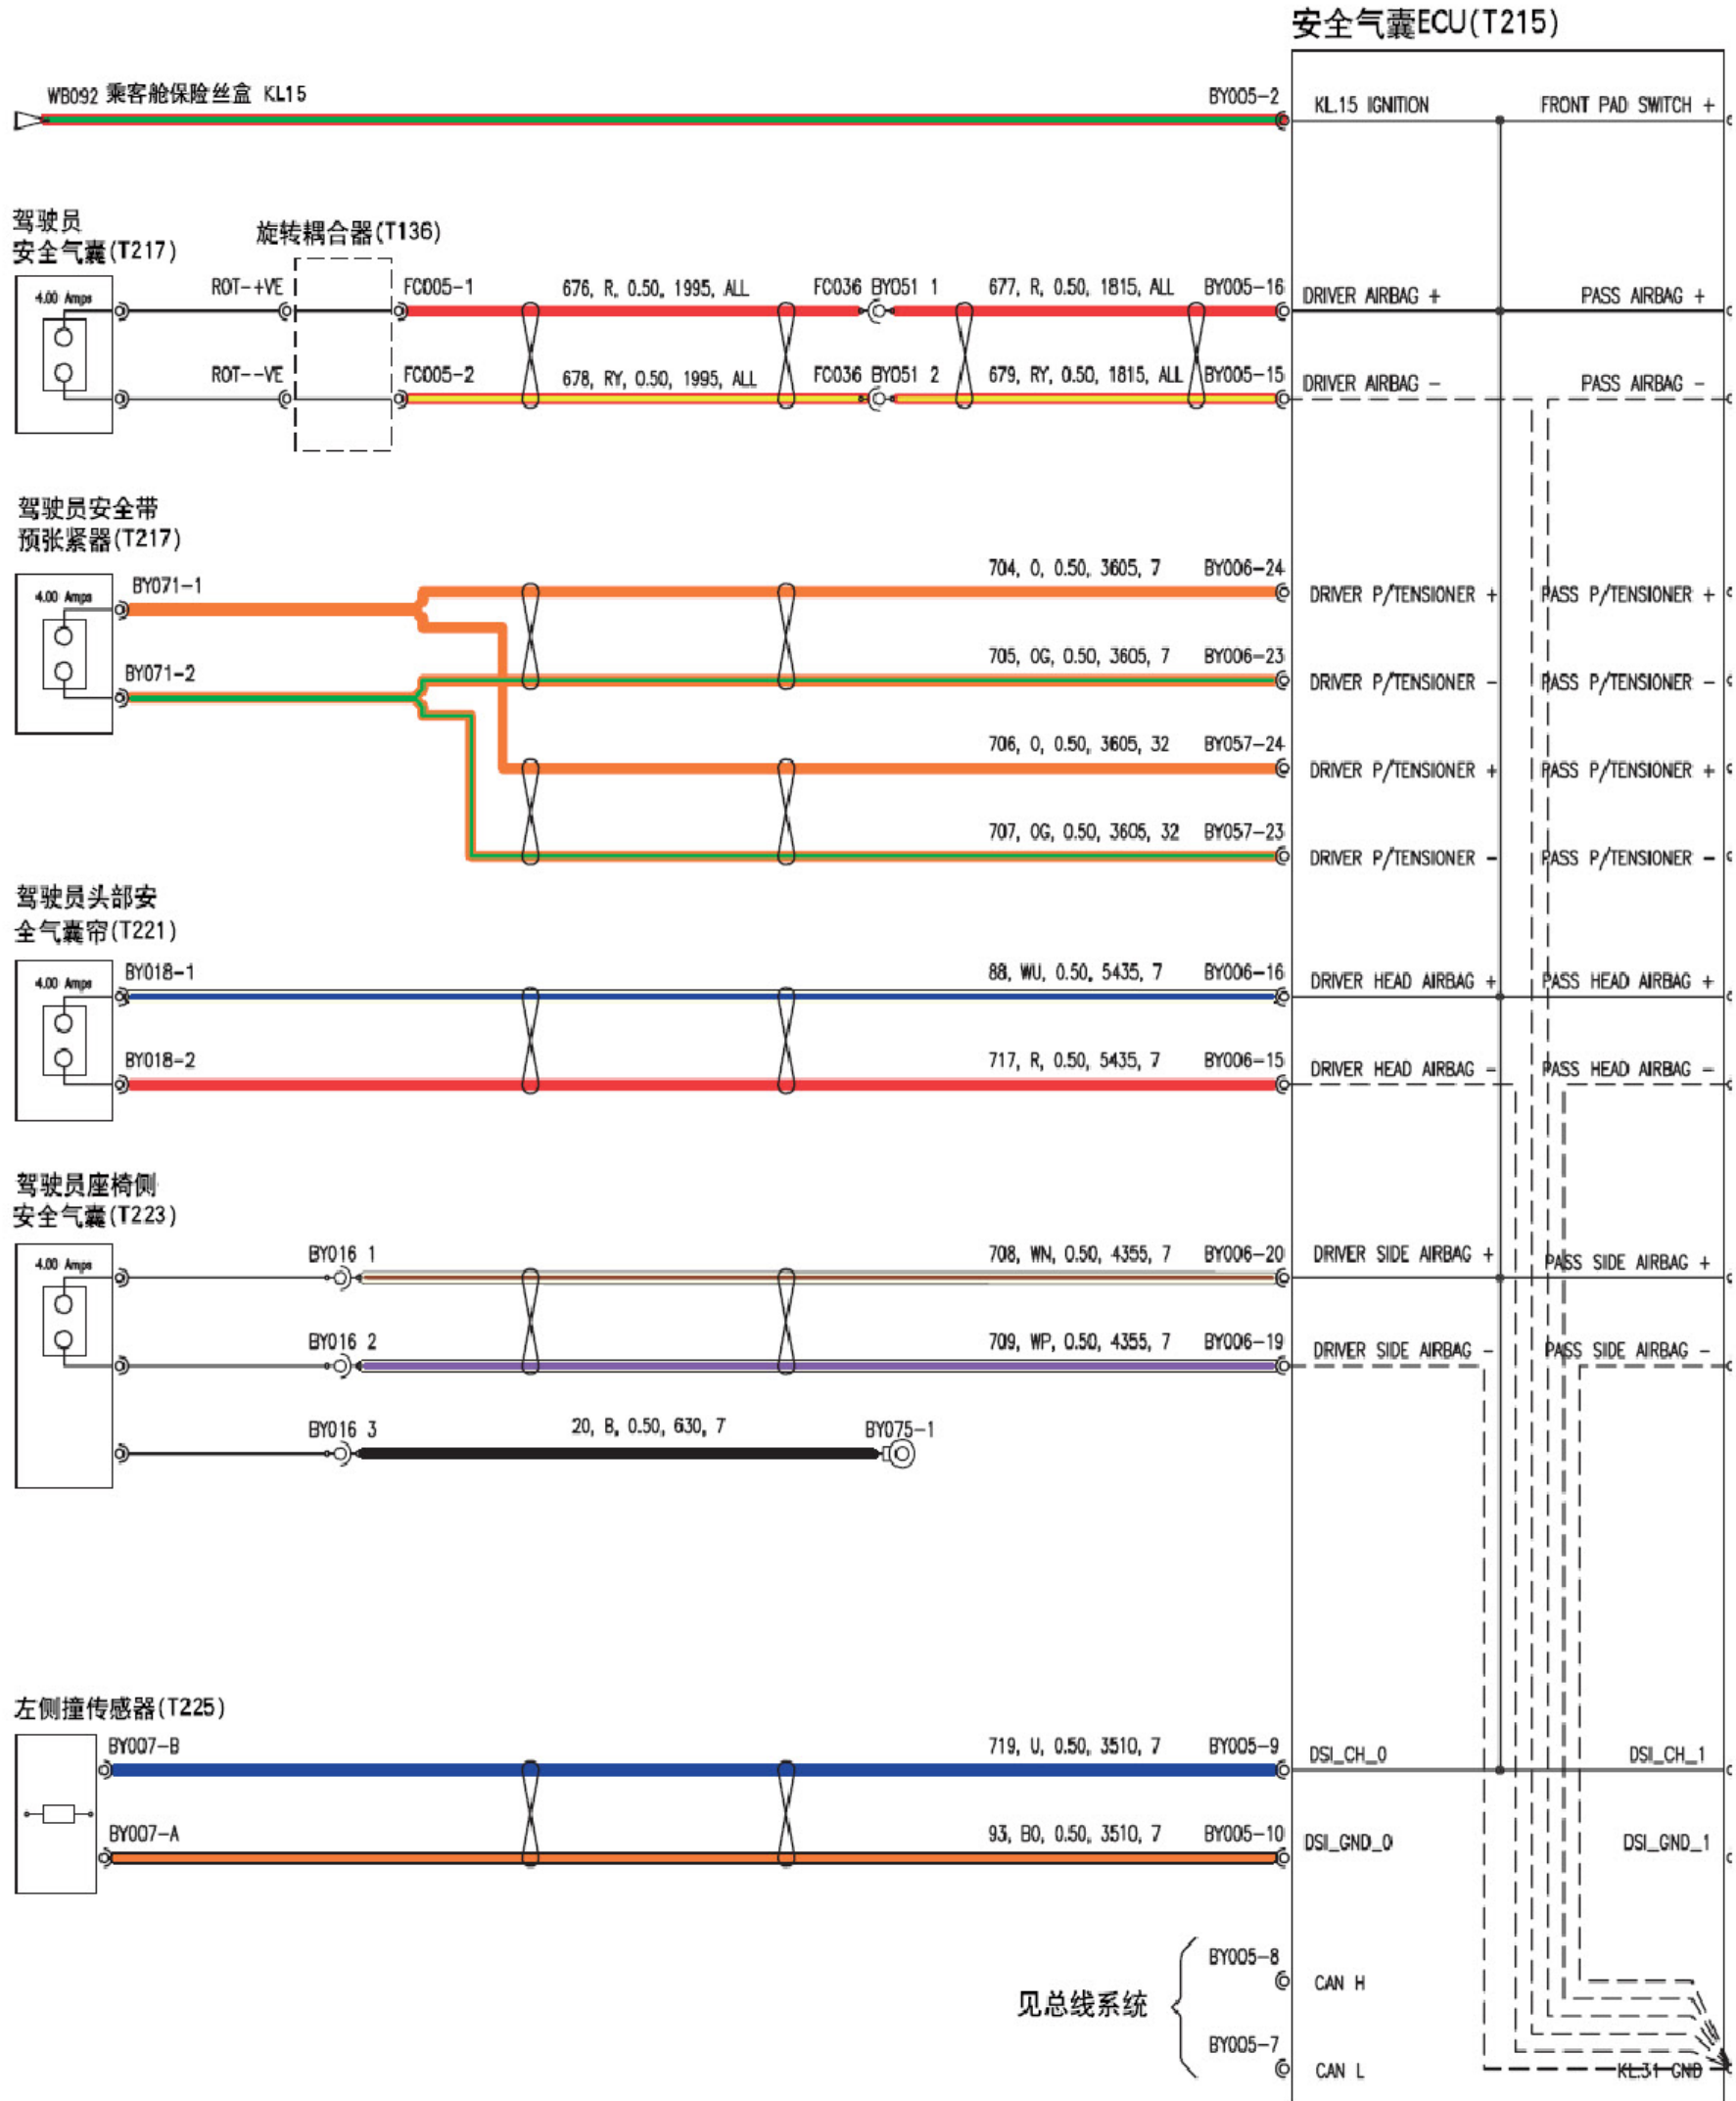 安全气囊ECU(T215)
WB092 乘客舱保险丝盒 KL15
BY005-2
KL.15 IGNITION
FRONT PAD SWITCH +
驾驶员
安全气囊(T217)
旋转耦合器(T136)
4.00 Amps
ROT-+VE
FC005-1
676, R, 0.50, 1995, ALL
FC036 BY051 1
677, R, 0.50, 1815, ALL
BY005-16
DRIVER AIRBAG +
PASS AIRBAG +
ROT--VE
FC005-2
678, RY, 0.50, 1995, ALL
FC036 BY051 2
679, RY, 0.50, 1815, ALL
BY005-15
DRIVER AIRBAG -
PASS AIRBAG -
驾驶员安全带
预张紧器(T217)
4.00 Amps
BY071-1
704, O, 0.50, 3605, 7
BY006-24
DRIVER P/TENSIONER +
PASS P/TENSIONER +
BY071-2
705, OG, 0.50, 3605, 7
BY006-23
DRIVER P/TENSIONER -
PASS P/TENSIONER -
706, O, 0.50, 3605, 32
BY057-24
DRIVER P/TENSIONER +
PASS P/TENSIONER +
707, OG, 0.50, 3605, 32
BY057-23
DRIVER P/TENSIONER -
PASS P/TENSIONER -
驾驶员头部安
全气囊帘(T221)
4.00 Amps
BY018-1
88, WU, 0.50, 5435, 7
BY006-16
DRIVER HEAD AIRBAG +
PASS HEAD AIRBAG +
BY018-2
717, R, 0.50, 5435, 7
BY006-15
DRIVER HEAD AIRBAG -
PASS HEAD AIRBAG -
驾驶员座椅侧
安全气囊(T223)
4.00 Amps
BY016 1
708, WN, 0.50, 4355, 7
BY006-20
DRIVER SIDE AIRBAG +
PASS SIDE AIRBAG +
BY016 2
709, WP, 0.50, 4355, 7
BY006-19
DRIVER SIDE AIRBAG -
PASS SIDE AIRBAG -
BY016 3
20, B, 0.50, 630, 7
BY075-1
左侧撞传感器(T225)
BY007-B
719, U, 0.50, 3510, 7
BY005-9
DSI_CH_0
DSI_CH_1
BY007-A
93, BO, 0.50, 3510, 7
BY005-10
DSI_GND_0
DSI_GND_1
见总线系统
BY005-8
CAN H
BY005-7
CAN L
KL.31 GND